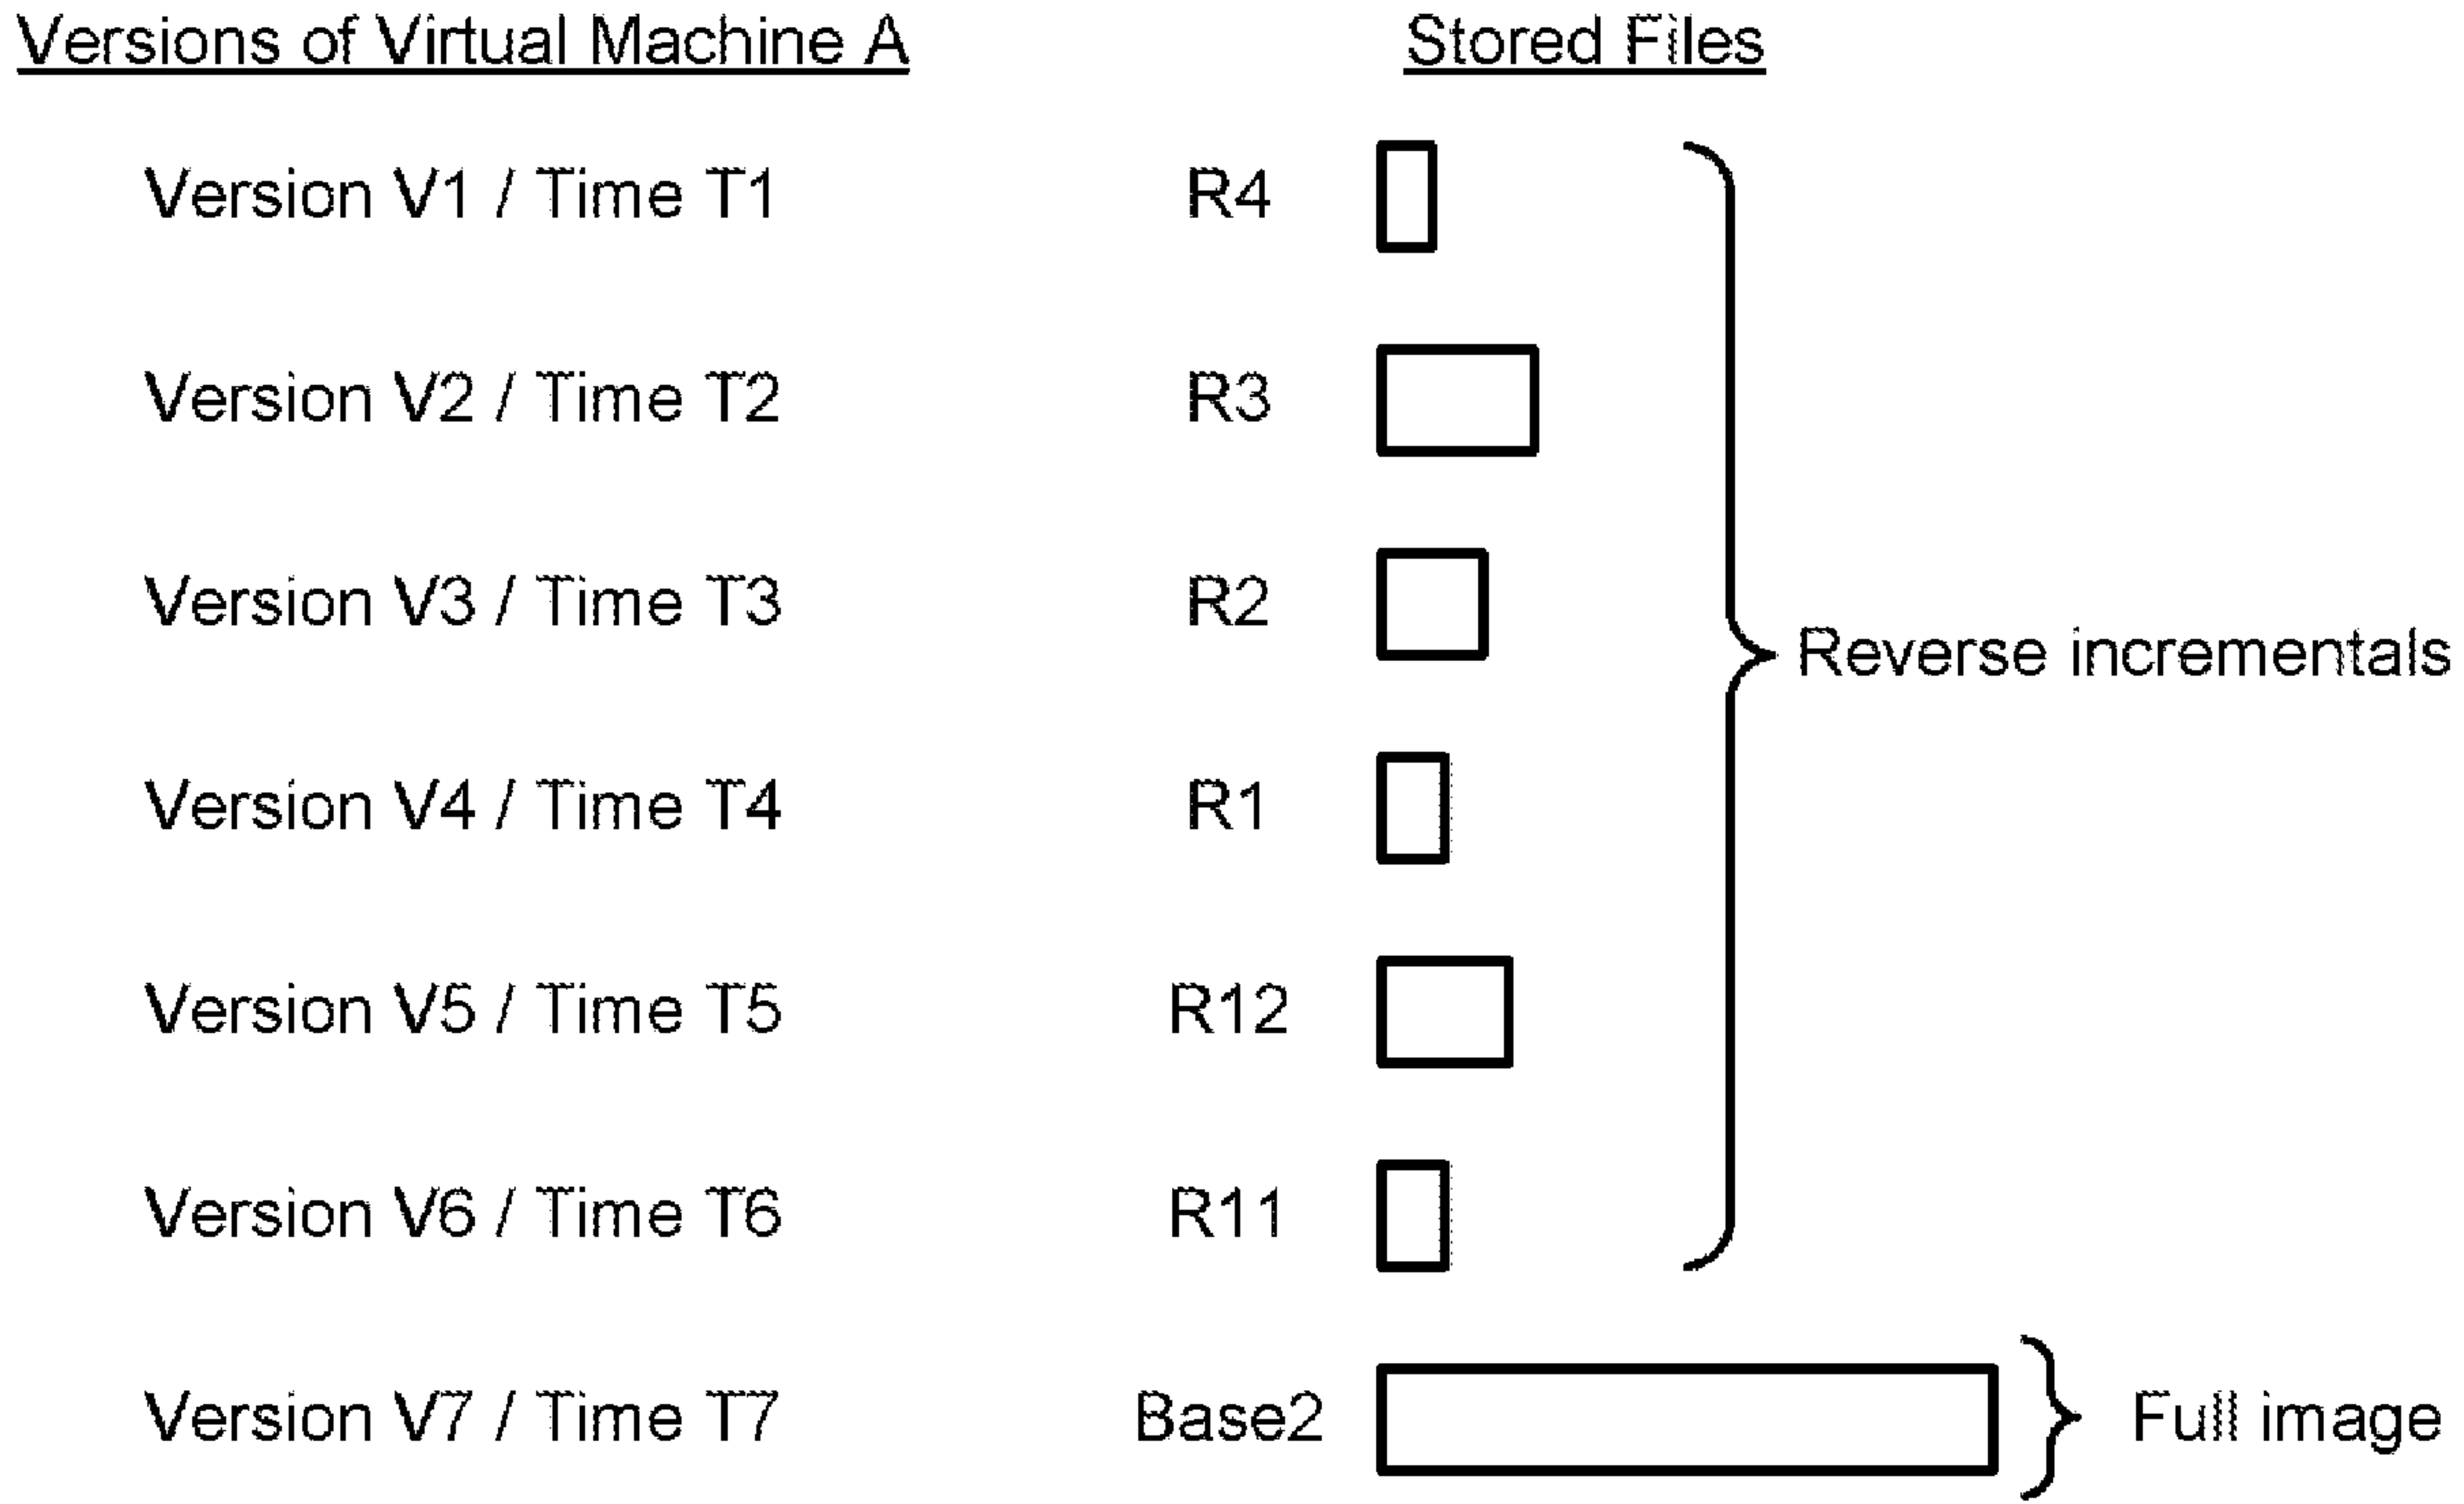 Versions of Virtual Machine A Stored Files
Version V1 / Time T1 R4
Version V2 / Time T2 R3
Version V3 / Time T3 R2
Reverse incrementals
Version V4 / Time T4 R1
Version V5 / Time T5 R12
Version V6 / Time T6 R11
Version V7 / Time T7 Base2 Full image